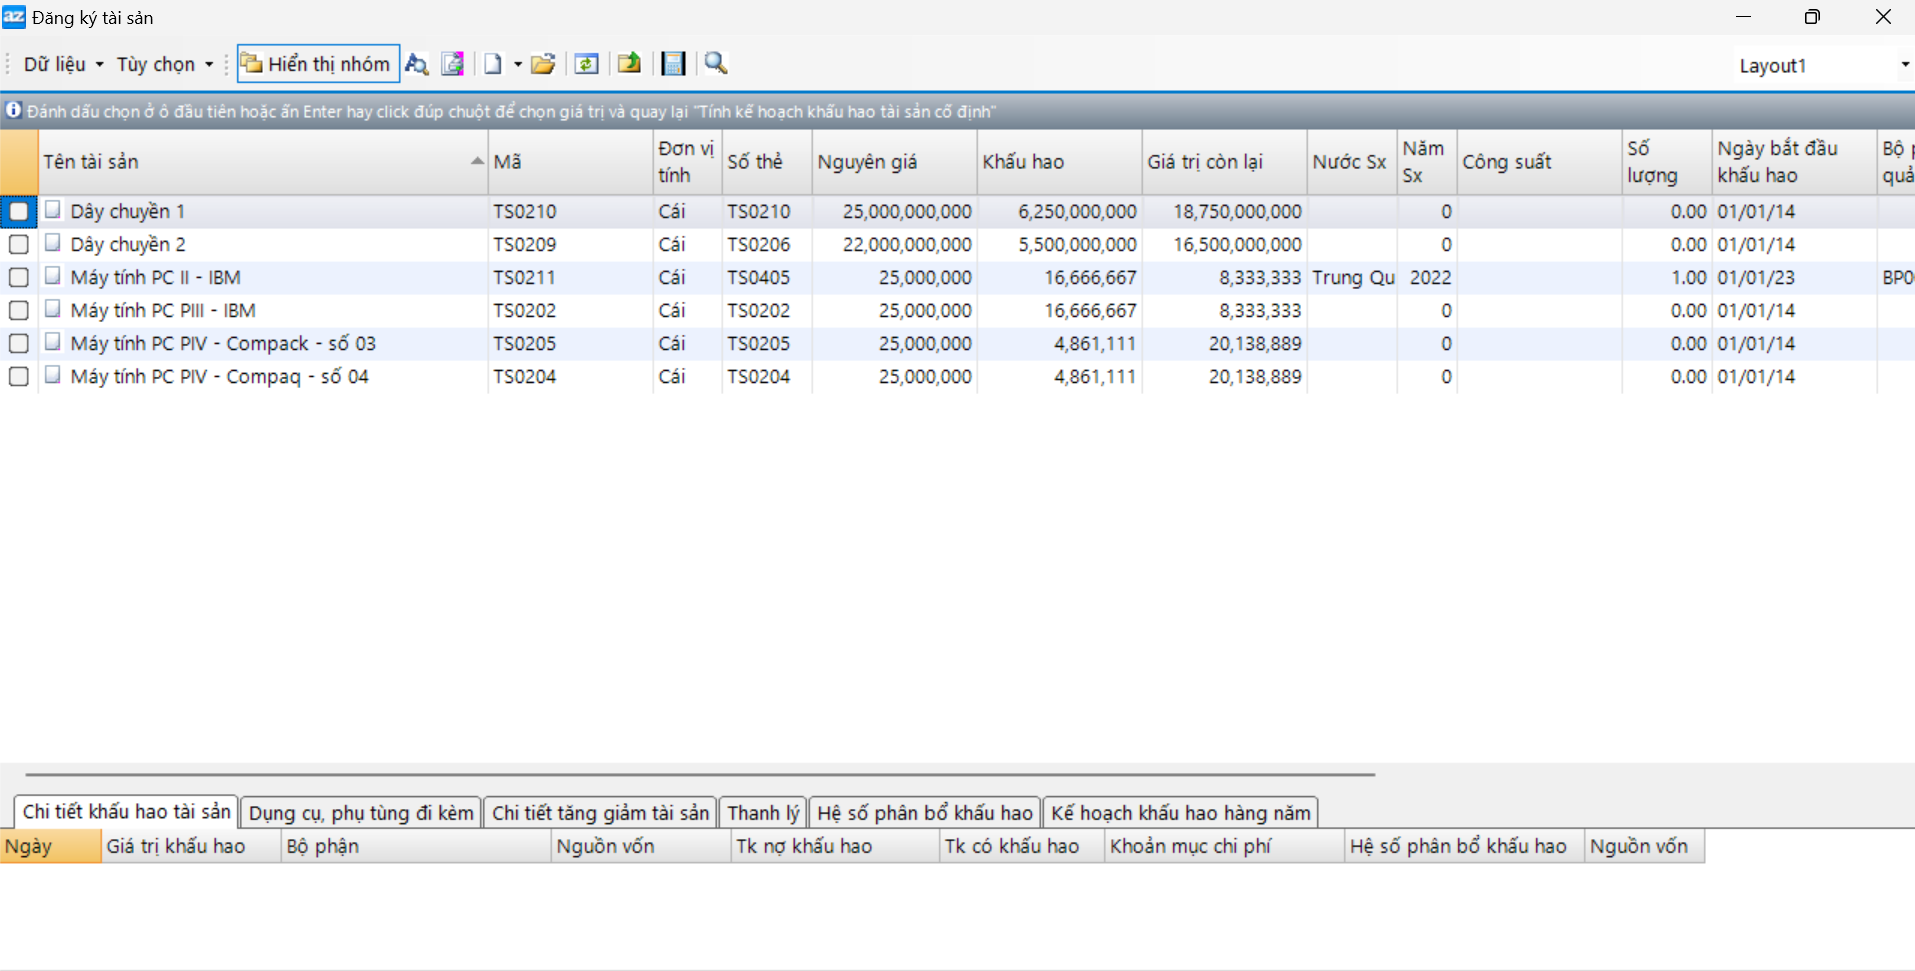 az Đăng ký tài sản
Dữ liệu Tùy chọn Hiển thị nhóm Layout1
Đánh dấu chọn ở ô đầu tiên hoặc ấn Enter hay click đúp chuột để chọn giá trị và quay lại "Tính kế hoạch khấu hao tài sản cố định"
Tên tài sản Mã Đơn vị tính Số thẻ Nguyên giá Khấu hao Giá trị còn lại Nước Sx Năm Sx Công suất Số lượng Ngày bắt đầu khấu hao Bộ
Dây chuyền 1 TS0210 Cái TS0210 25,000,000,000 6,250,000,000 18,750,000,000 0 0.00 01/01/14
Dây chuyền 2 TS0209 Cái TS0206 22,000,000,000 5,500,000,000 16,500,000,000 0 0.00 01/01/14
Máy tính PC II - IBM TS0211 Cái TS0405 25,000,000 16,666,667 8,333,333 Trung Qu 2022 1.00 01/01/23 BP0
Máy tính PC PIII - IBM TS0202 Cái TS0202 25,000,000 16,666,667 8,333,333 0 0.00 01/01/14
Máy tính PC PIV - Compack - số 03 TS0205 Cái TS0205 25,000,000 4,861,111 20,138,889 0 0.00 01/01/14
Máy tính PC PIV - Compaq - số 04 TS0204 Cái TS0204 25,000,000 4,861,111 20,138,889 0 0.00 01/01/14
Chi tiết khấu hao tài sản Dụng cụ, phụ tùng đi kèm Chi tiết tăng giảm tài sản Thanh lý Hệ số phân bổ khấu hao Kế hoạch khấu hao hàng năm
Ngày Giá trị khấu hao Bộ phận Nguồn vốn Tk nợ khấu hao Tk có khấu hao Khoản mục chi phí Hệ số phân bổ khấu hao Nguồn vốn